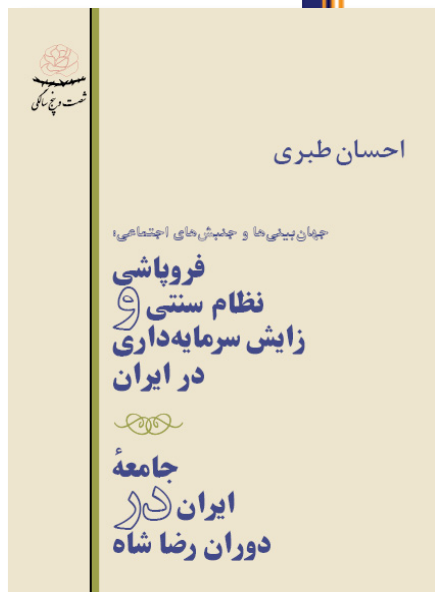 شصت و پنج سالگی
احسان طبری
جهان‌بینی‌ها و جنبش‌های اجتماعی؛
فروپاشی
نظام سنتی و
زایش سرمایه‌داری
در ایران
جامعهٔ
ایران در
دوران رضا شاه